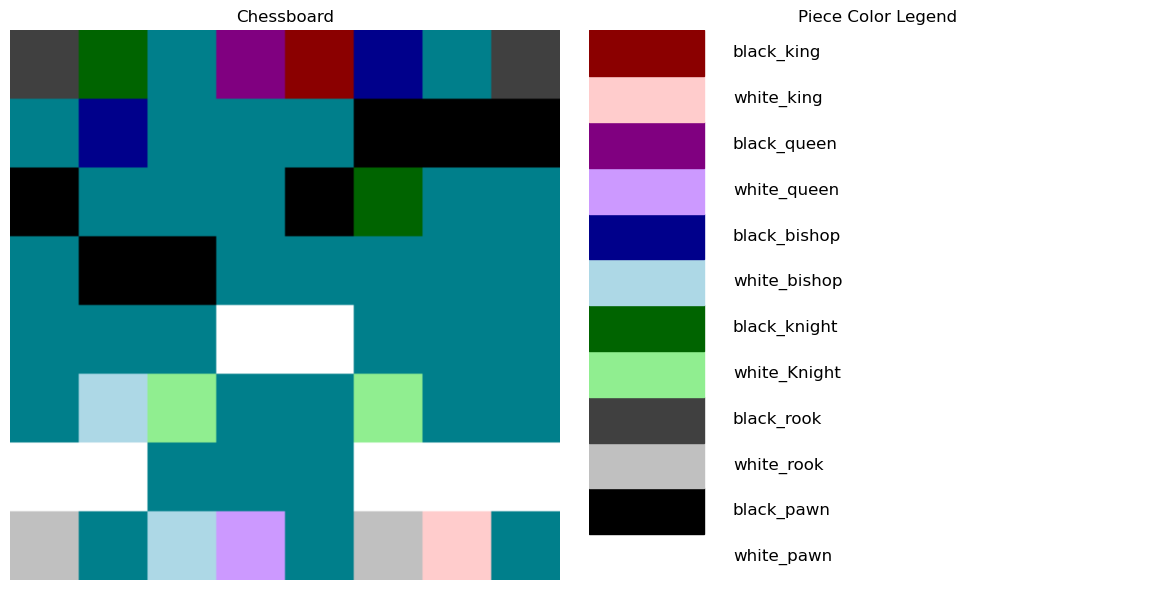 Chessboard
Piece Color Legend
black_king
white_king
black_queen
white_queen
black_bishop
white_bishop
black_knight
white_Knight
black_rook
white_rook
black_pawn
white_pawn